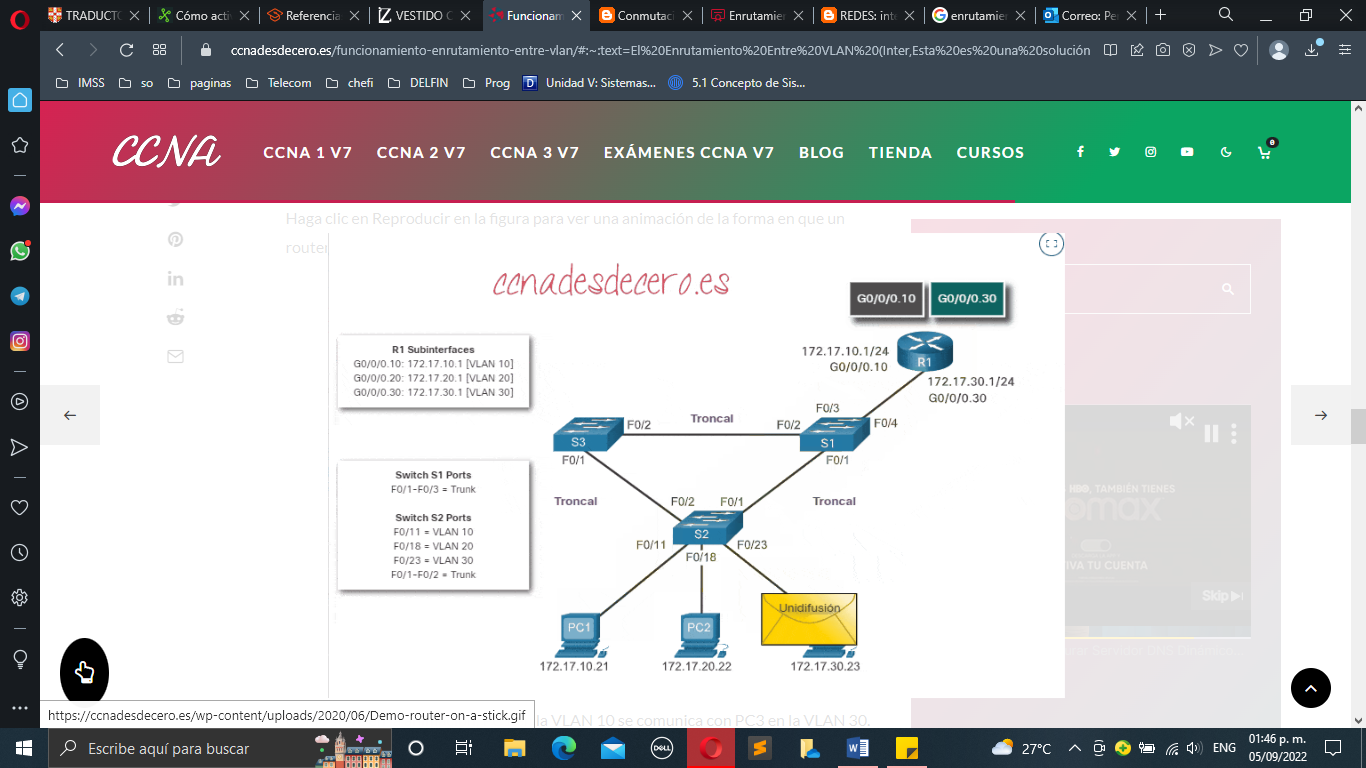 TRADUCTO
Cómo activ
Referencia
VESTIDO C
Funcionam
Conmutaci
Enrutamie
REDES: inte
enrutamier
Correo: Pe
ccnadesdecero.es/funcionamiento-enrutamiento-entre-vlan/#:~:text=El%20Enrutamiento%20Entre%20VLAN%20(Inter,Esta%20es%20una%20solución
IMSS
so
paginas
Telecom
chefi
DELFIN
Prog
Unidad V: Sistemas...
5.1 Concepto de Sis...
CCNA
CCNA 1 V7
CCNA 2 V7
CCNA 3 V7
EXÁMENES CCNA V7
BLOG
TIENDA
CURSOS
0
Haga clic en Reproducir en la figura para ver una animación de la forma en que un
router
ccnadesdecero.es
G0/0/0.10
G0/0/0.30
R1 Subinterfaces
G0/0/0.10: 172.17.10.1 [VLAN 10]
G0/0/0.20: 172.17.20.1 [VLAN 20]
G0/0/0.30: 172.17.30.1 [VLAN 30]
172.17.10.1/24
G0/0/0.10
R1
172.17.30.1/24
G0/0/0.30
F0/3
F0/4
F0/2
Troncal
F0/2
S3
S1
F0/1
F0/1
Switch S1 Ports
F0/1-F0/3 = Trunk
Switch S2 Ports
F0/11 = VLAN 10
F0/18 = VLAN 20
F0/23 = VLAN 30
F0/1-F0/2 = Trunk
Troncal
F0/2
F0/1
Troncal
S2
F0/11
F0/18
F0/23
Unidifusión
PC1
PC2
172.17.10.21
172.17.20.22
172.17.30.23
HBO, TAMBIÉN TIENES
omax
IVA TU CUENTA
Skip
https://ccnadesdecero.es/wp-content/uploads/2020/06/Demo-router-on-a-stick.gif
la VLAN 10 se comunica con PC3 en la VLAN 30.
Escribe aquí para buscar
DELL
27°C
ENG
01:46 p. m.
05/09/2022